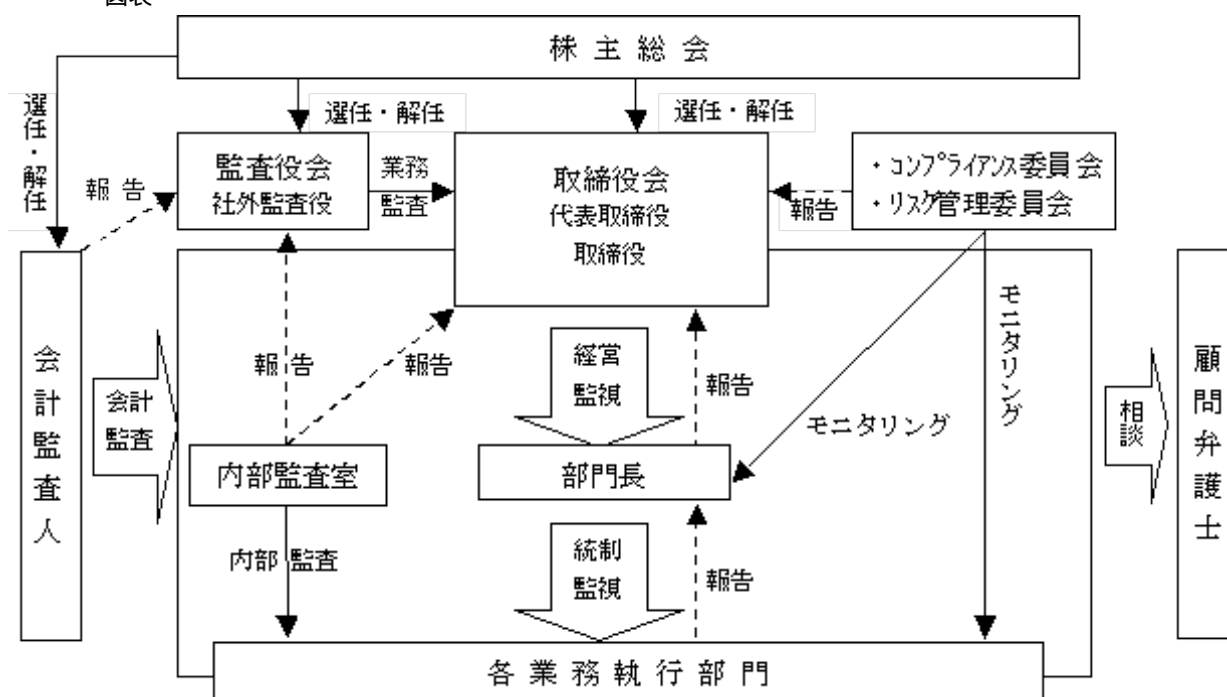 株主総会
選任・解任
選任・解任
選任・解任
報告
監査役会
社外監査役
業務
監査
取締役会
代表取締役
取締役
報告
・コンプライアンス委員会
・リスク管理委員会
会計監査人
会計
監査
報告
報告
経営
監視
報告
モニタリング
モニタリング
相談
顧問弁護士
内部監査室
部門長
内部監査
統制
監視
報告
各業務執行部門